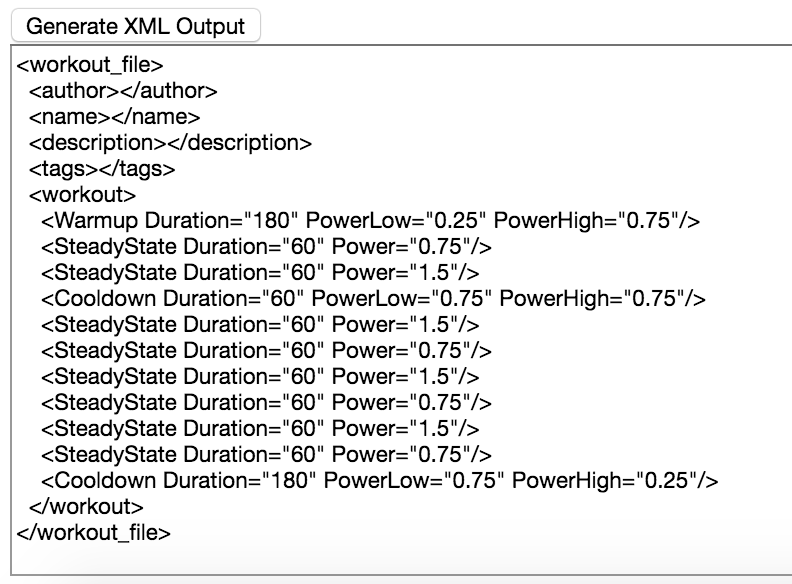 Generate XML Output
<workout_file>
<author></author>
<name></name>
<description></description>
<tags></tags>
<workout>
<Warmup Duration="180" PowerLow="0.25" PowerHigh="0.75"/>
<SteadyState Duration="60" Power="0.75"/>
<SteadyState Duration="60" Power="1.5"/>
<Cooldown Duration="60" PowerLow="0.75" PowerHigh="0.75"/>
<SteadyState Duration="60" Power="1.5"/>
<SteadyState Duration="60" Power="0.75"/>
<SteadyState Duration="60" Power="1.5"/>
<SteadyState Duration="60" Power="0.75"/>
<SteadyState Duration="60" Power="1.5"/>
<SteadyState Duration="60" Power="0.75"/>
<Cooldown Duration="180" PowerLow="0.75" PowerHigh="0.25"/>
</workout>
</workout_file>